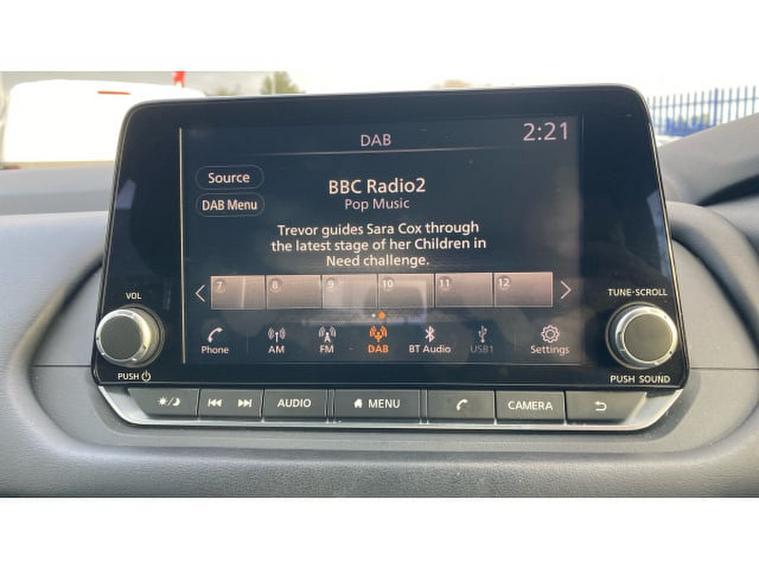 DAB
2:21
Source
BBC Radio2
DAB Menu
Pop Music
Trevor guides Sara Cox through
the latest stage of her Children in
Need challenge.
7 8 9 10 11 12
VOL
TUNE·SCROLL
Phone AM FM DAB BT Audio USB1 Settings
PUSH
PUSH SOUND
AUDIO MENU CAMERA